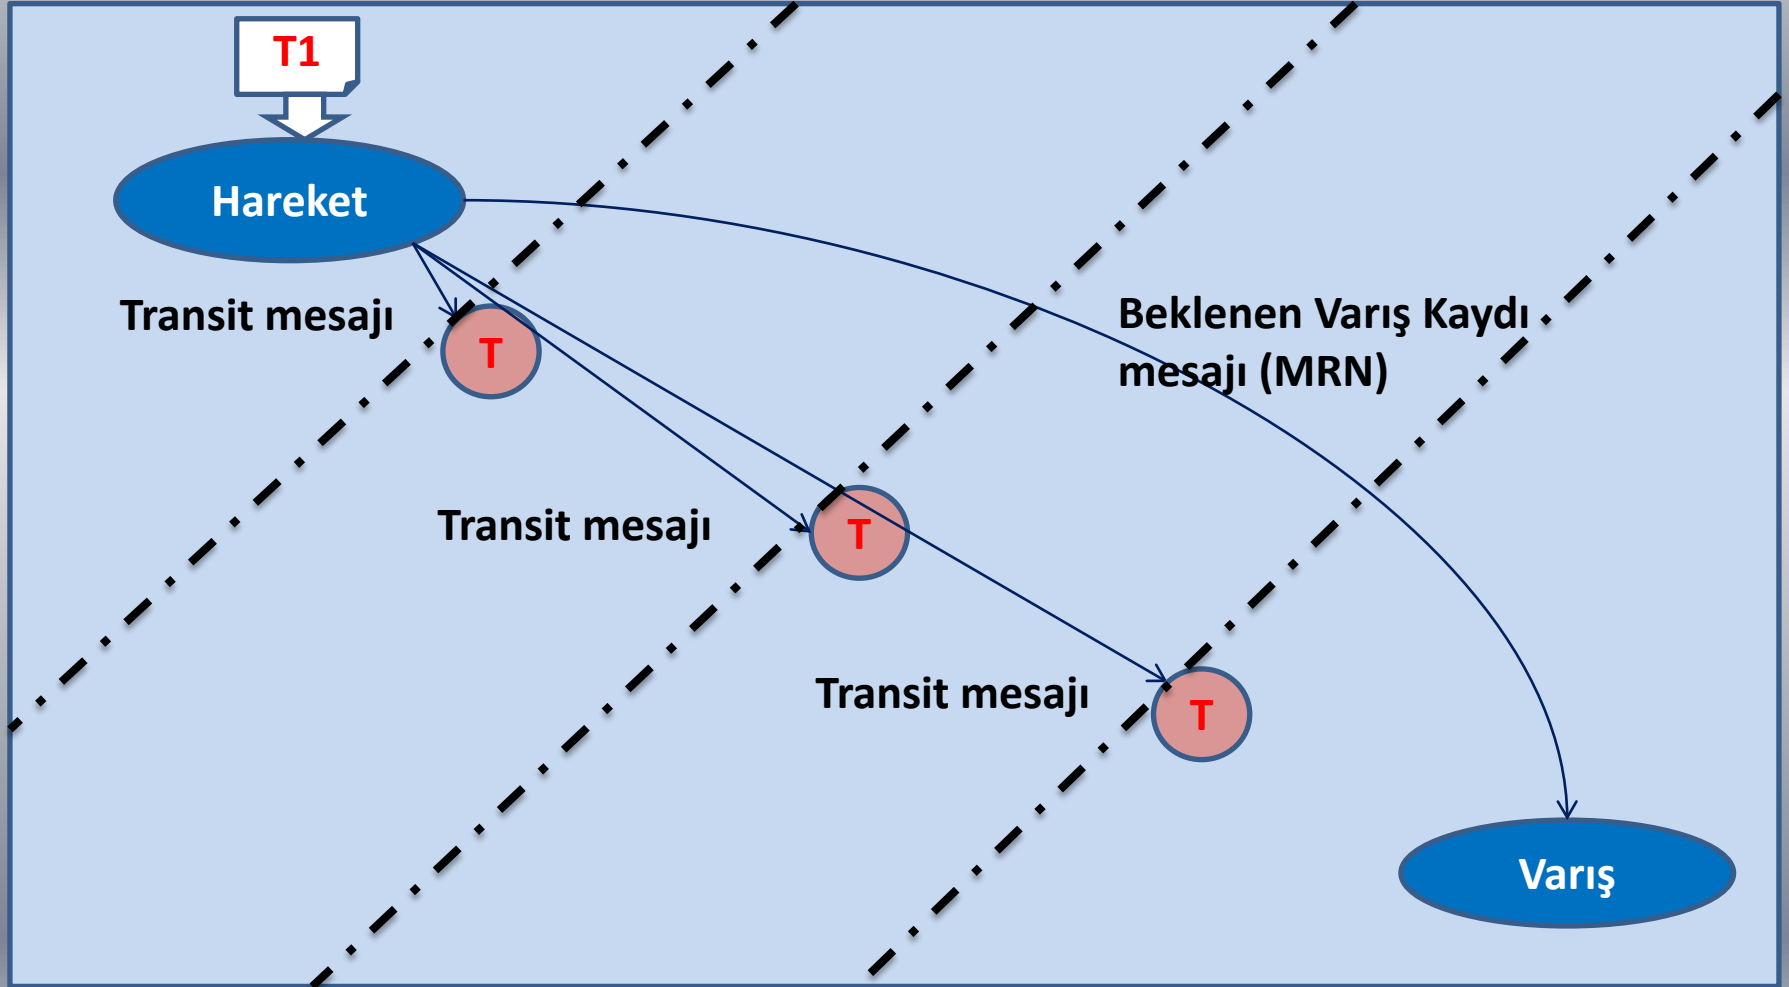 T1
Hareket
Transit mesajı
T
Beklenen Varış Kaydı
mesajı (MRN)
Transit mesajı
T
Transit mesajı
T
Varış